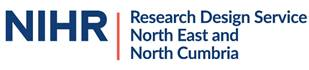 NIHR
Research Design Service
North East and
North Cumbria